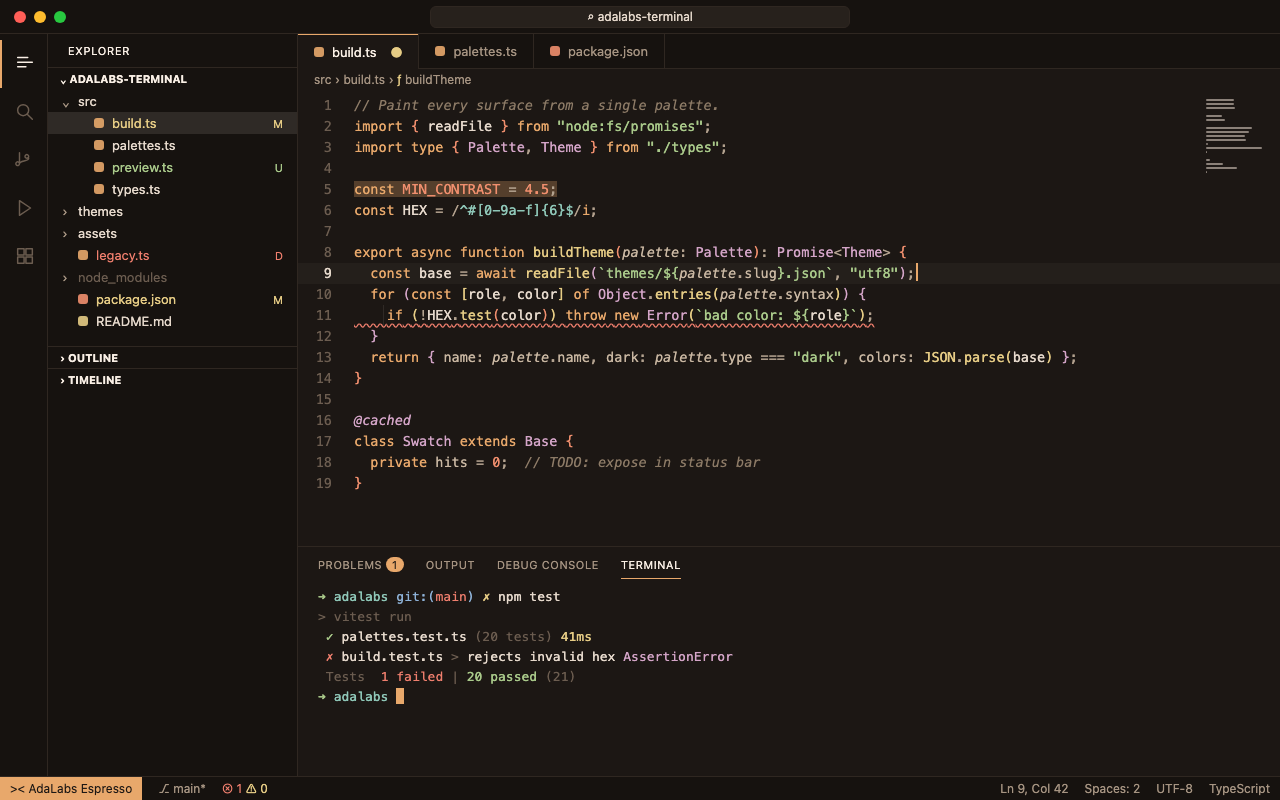 adalabs-terminal
EXPLORER
ADALABS-TERMINAL
src
build.ts M
palettes.ts
preview.ts U
types.ts
themes
assets
legacy.ts D
node_modules
package.json M
README.md
OUTLINE
TIMELINE
build.ts
palettes.ts
package.json
src › build.ts › ƒ buildTheme
1 // Paint every surface from a single palette.
2 import { readFile } from "node:fs/promises";
3 import type { Palette, Theme } from "./types";
4
5 const MIN_CONTRAST = 4.5;
6 const HEX = /^#[0-9a-f]{6}$/i;
7
8 export async function buildTheme(palette: Palette): Promise<Theme> {
9 const base = await readFile(`themes/${palette.slug}.json`, "utf8");
10 for (const [role, color] of Object.entries(palette.syntax)) {
11 if (!HEX.test(color)) throw new Error(`bad color: ${role}`);
12 }
13 return { name: palette.name, dark: palette.type === "dark", colors: JSON.parse(base) };
14 }
15
16 @cached
17 class Swatch extends Base {
18 private hits = 0; // TODO: expose in status bar
19 }
PROBLEMS 1 OUTPUT DEBUG CONSOLE TERMINAL
➜ adalabs git:(main) ✗ npm test
> vitest run
✓ palettes.test.ts (20 tests) 41ms
✗ build.test.ts > rejects invalid hex AssertionError
Tests 1 failed | 20 passed (21)
➜ adalabs
>< AdaLabs Espresso main* 1 0 Ln 9, Col 42 Spaces: 2 UTF-8 TypeScript